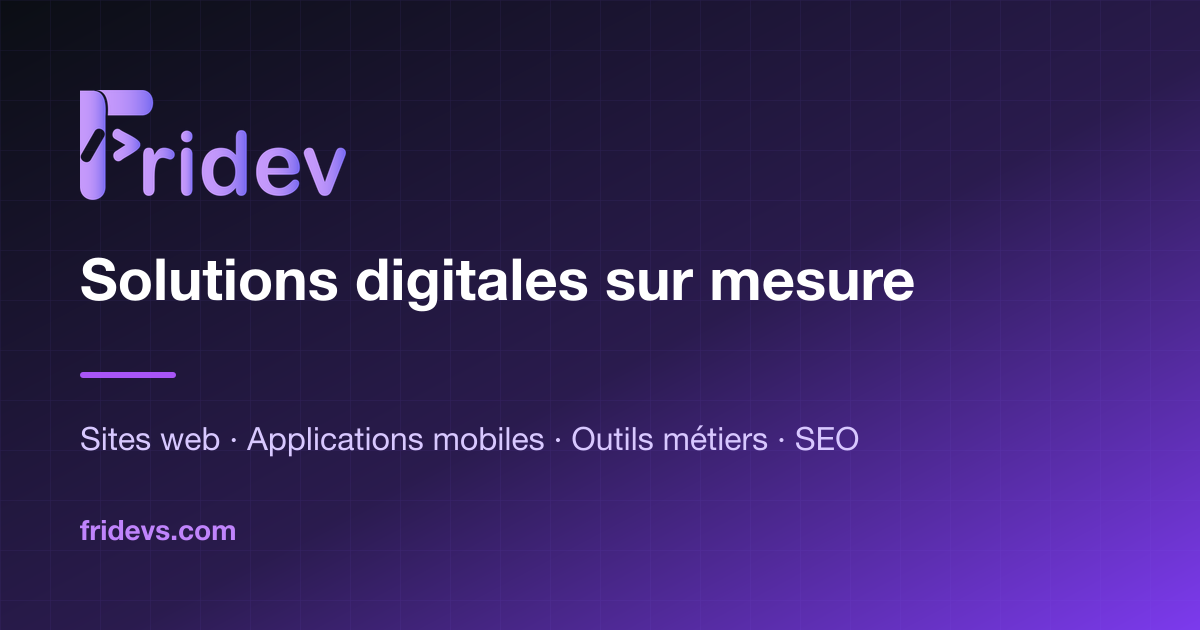 Fridev
Solutions digitales sur mesure
Sites web · Applications mobiles · Outils métiers · SEO
fridevs.com